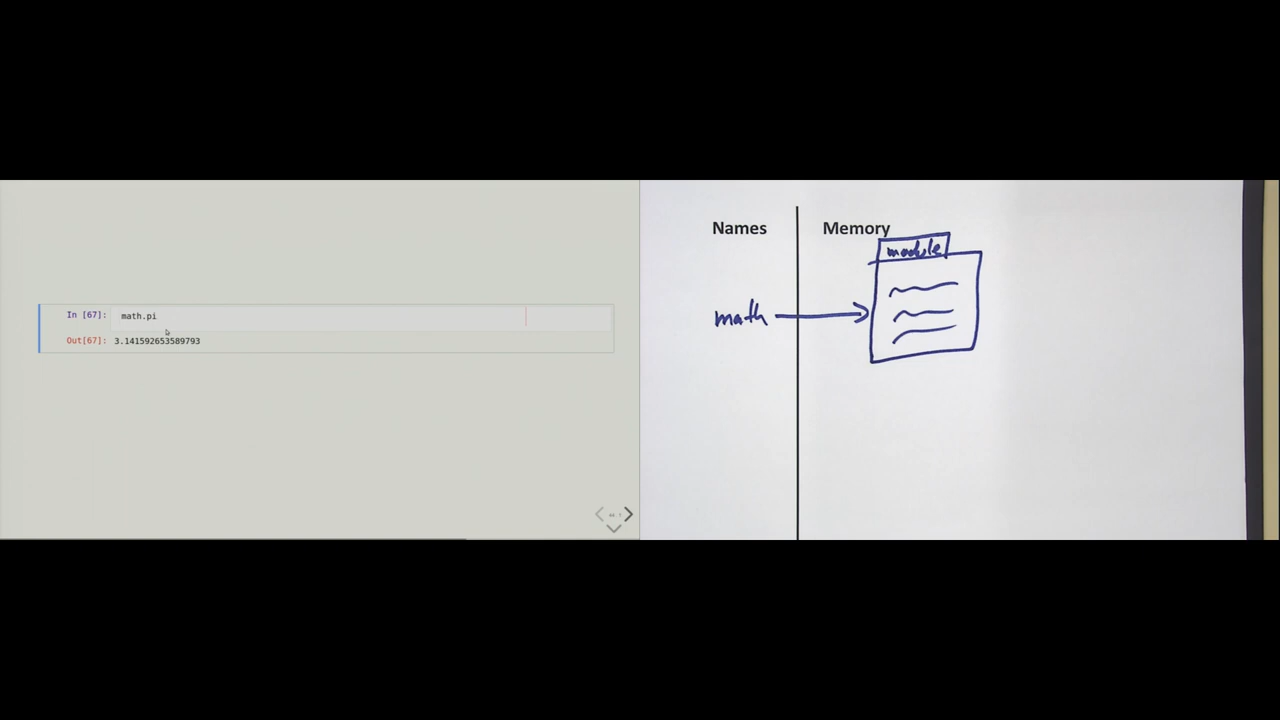 In [67]: math.pi
Out[67]: 3.141592653589793
Names Memory
module
math